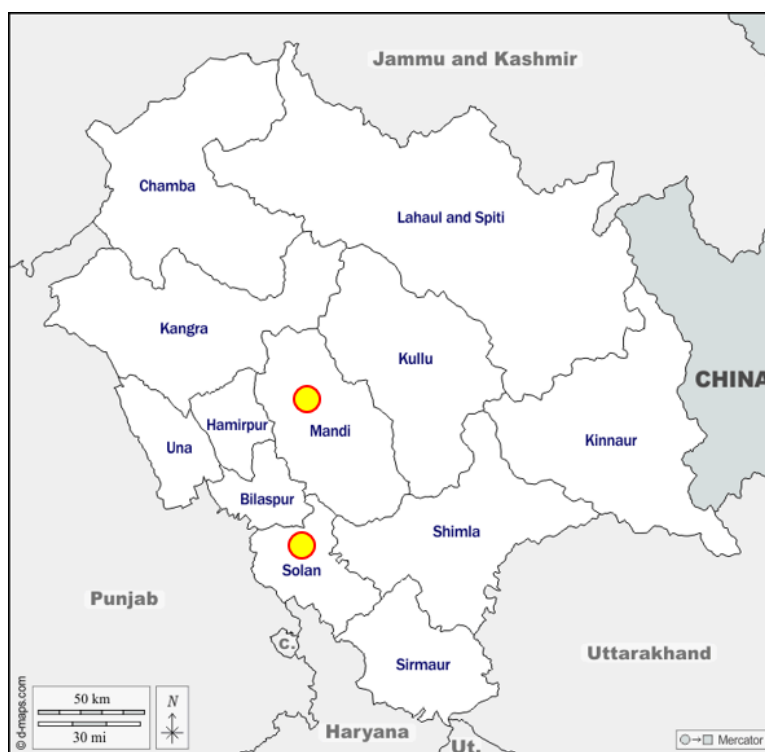 Jammu and Kashmir
Chamba
Lahaul and Spiti
Kangra
Kullu
CHINA
Hamirpur
Mandi
Una
Kinnaur
Bilaspur
Shimla
Solan
Punjab
C.
Uttarakhand
Sirmaur
50 km
30 mi
N
Haryana
Ut.
Mercator
© d-maps.com